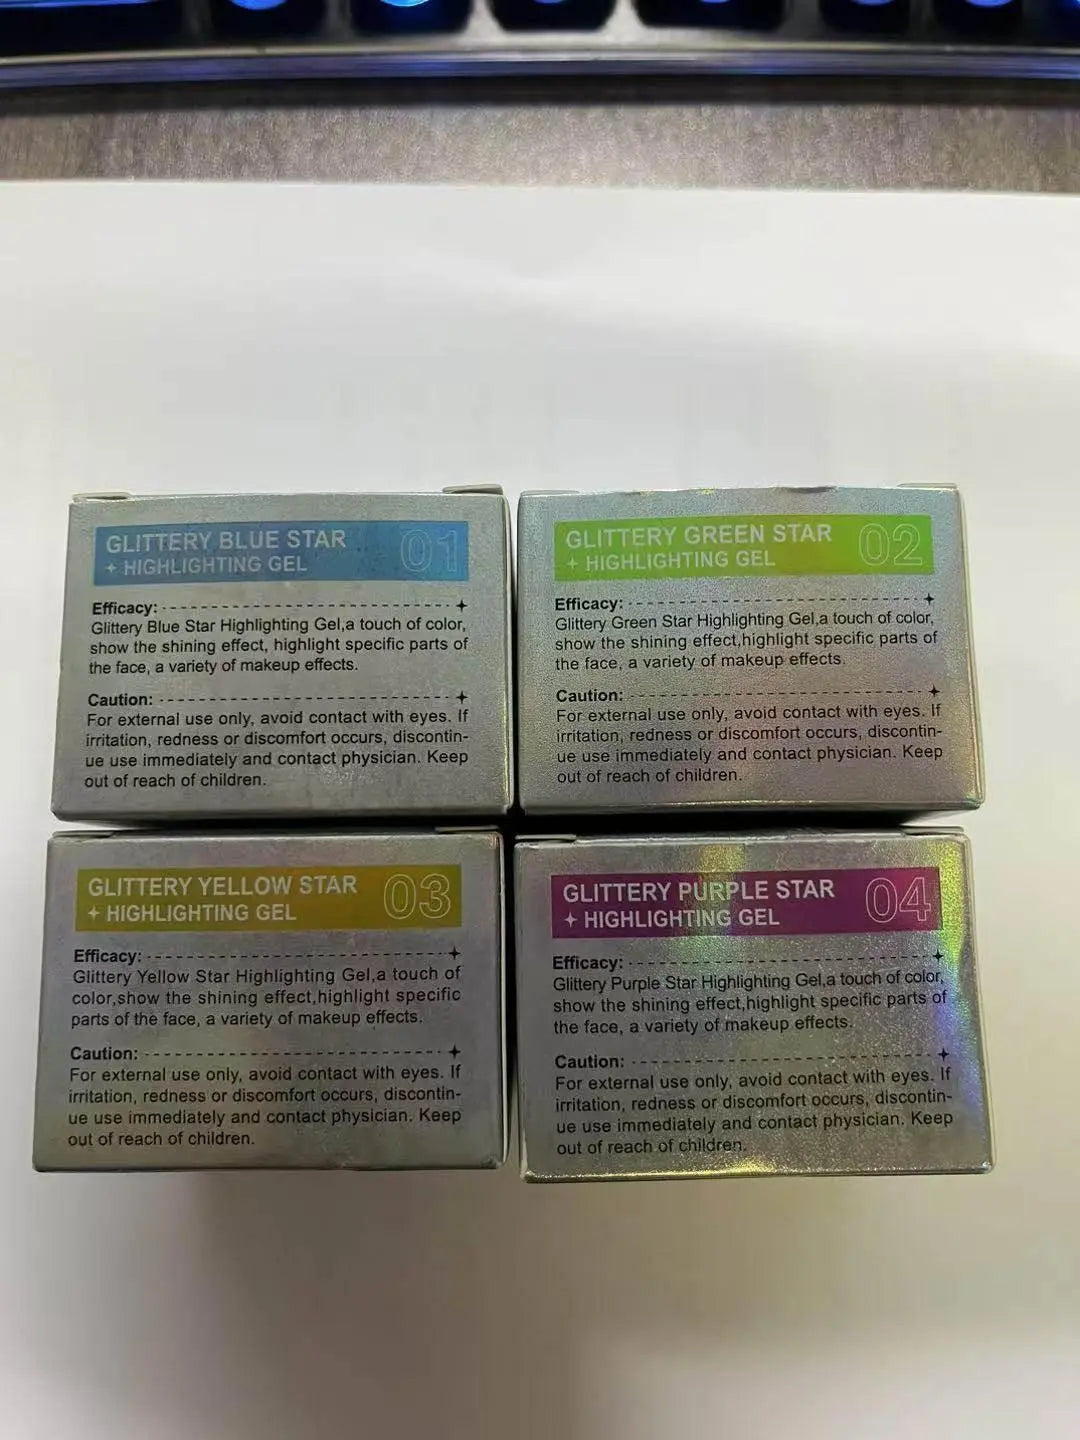 GLITTERY BLUE STAR
+ HIGHLIGHTING GEL
01
Efficacy:
Glittery Blue Star Highlighting Gel,a touch of color,
show the shining effect, highlight specific parts of
the face, a variety of makeup effects.
Caution:
For external use only, avoid contact with eyes. If
irritation, redness or discomfort occurs, discontin-
ue use immediately and contact physician. Keep
out of reach of children.
GLITTERY GREEN STAR
+ HIGHLIGHTING GEL
02
Efficacy:
Glittery Green Star Highlighting Gel,a touch of color,
show the shining effect,highlight specific parts of
the face, a variety of makeup effects.
Caution:
For external use only, avoid contact with eyes. If
irritation, redness or discomfort occurs, discontin-
ue use immediately and contact physician. Keep
out of reach of children.
GLITTERY YELLOW STAR
+ HIGHLIGHTING GEL
03
Efficacy:
Glittery Yellow Star Highlighting Gel,a touch of
color,show the shining effect,highlight specific
parts of the face, a variety of makeup effects.
Caution:
For external use only, avoid contact with eyes. If
irritation, redness or discomfort occurs, discontin-
ue use immediately and contact physician. Keep
out of reach of children.
GLITTERY PURPLE STAR
+ HIGHLIGHTING GEL
04
Efficacy:
Glittery Purple Star Highlighting Gel,a touch of color,
show the shining effect,highlight specific parts of
the face, a variety of makeup effects.
Caution:
For external use only, avoid contact with eyes. If
irritation, redness or discomfort occurs, discontin-
ue use immediately and contact physician. Keep
out of reach of children.